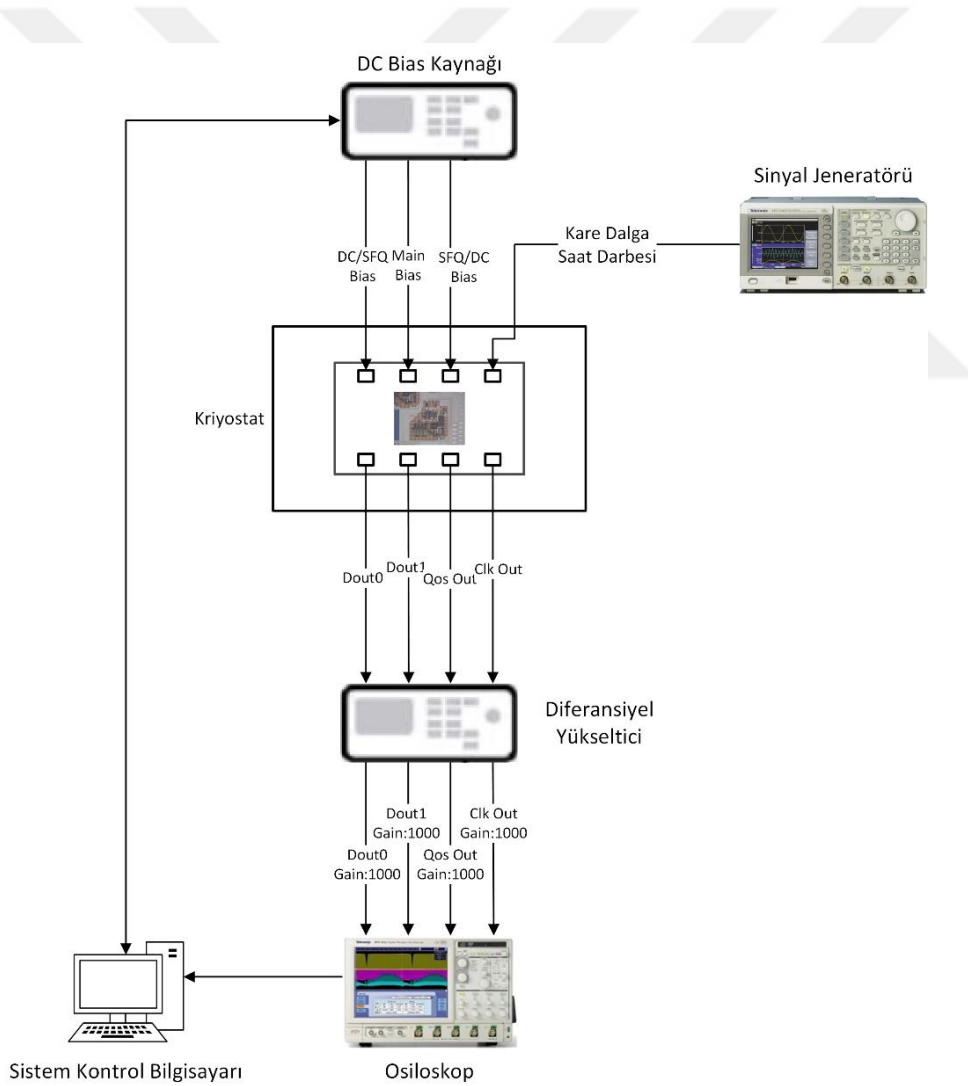 DC Bias Kaynağı
Sinyal Jeneratörü
Kare Dalga
Saat Darbesi
DC/SFQ
Bias
Main
Bias
SFQ/DC
Bias
Kriyostat
Dout0
Dout1
Qos Out
Clk Out
Diferansiyel
Yükseltici
Dout1
Gain:1000
Clk Out
Gain:1000
Dout0
Gain:1000
Qos Out
Gain:1000
Tektronix
Tektronix
Sistem Kontrol Bilgisayarı
Osiloskop